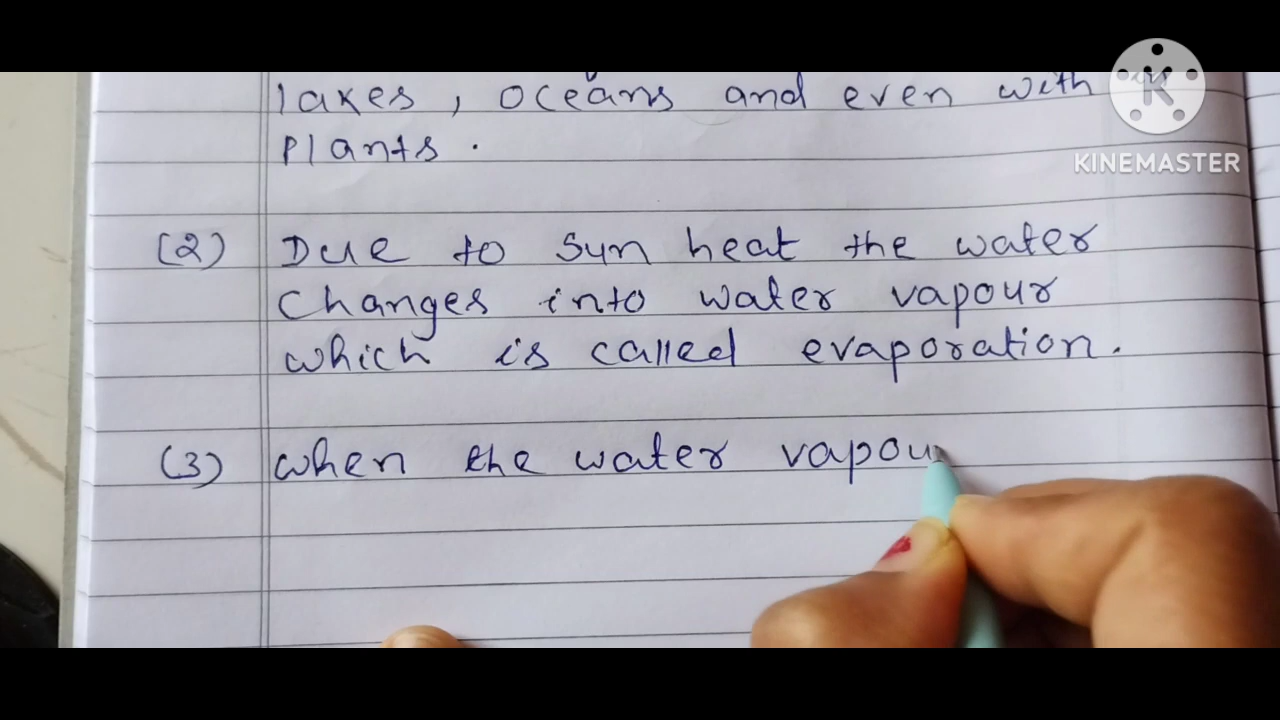 lakes, oceans and even with in
plants.
(2) Due to sun heat the water
changes into water vapour
which is called evaporation.
(3) when the water vapou
K
KINEMASTER